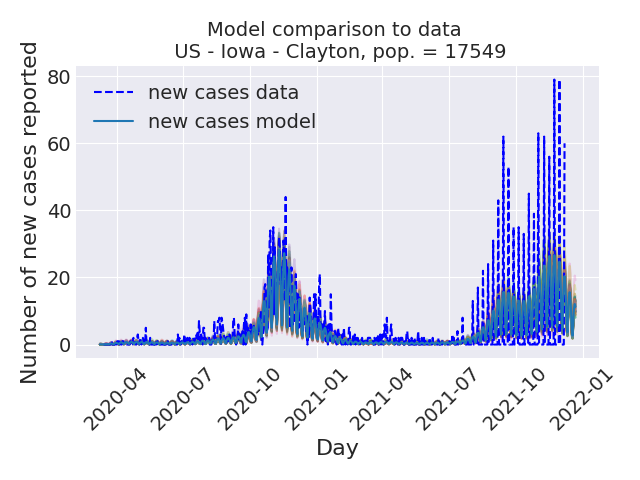 Model comparison to data
US - Iowa - Clayton, pop. = 17549
Number of new cases reported
80
60
40
20
0
new cases data
new cases model
2020-04
2020-07
2020-10
2021-01
2021-04
2021-07
2021-10
2022-01
Day